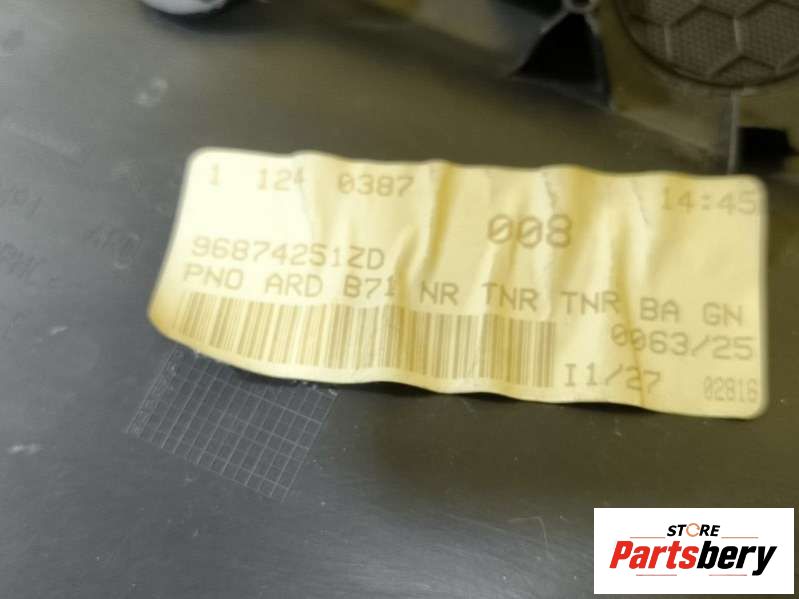 1 124 0387 14:45
008
96874251ZD
PNO ARD B71 NR TNR TNR BA GN
0063/25
I1/27 02816
STORE
Partsbery